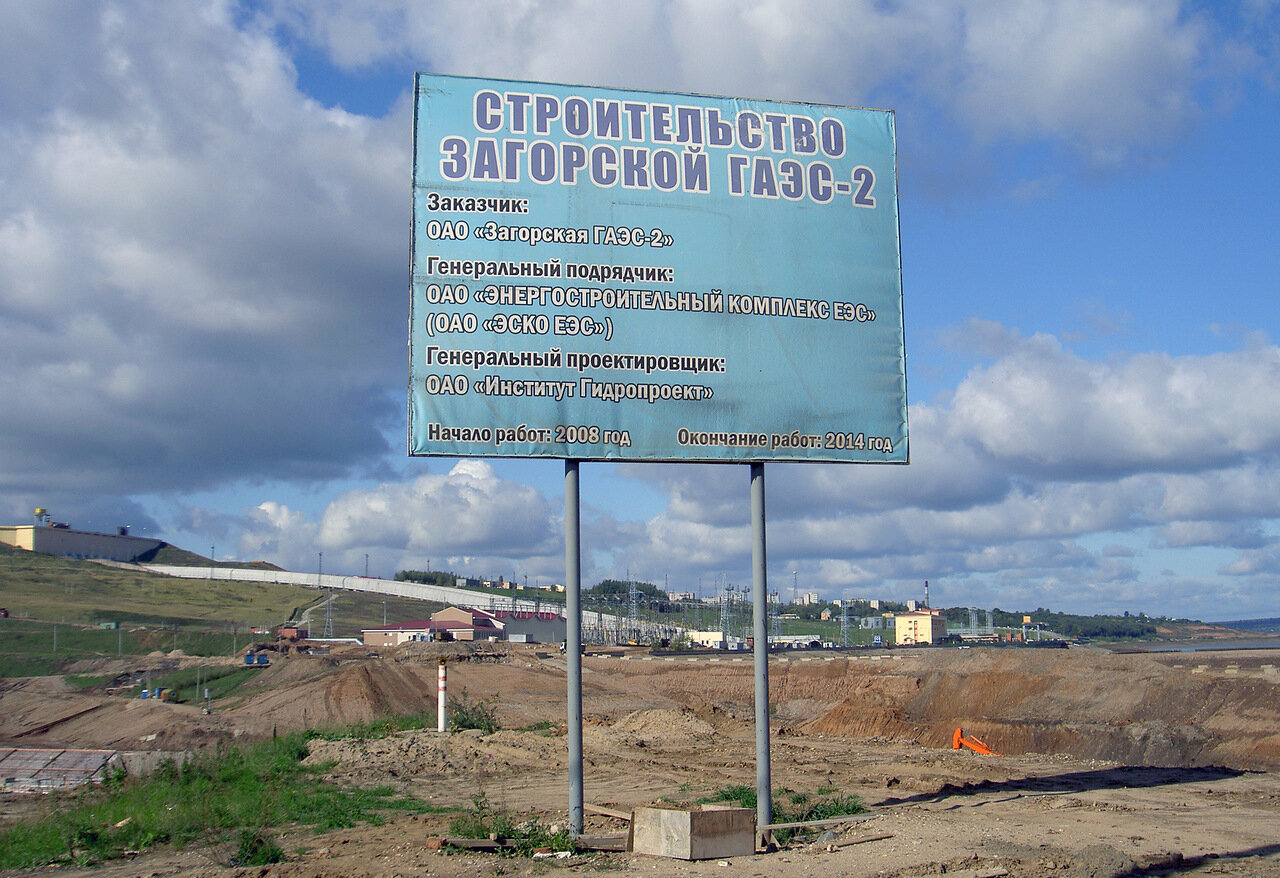 СТРОИТЕЛЬСТВО
ЗАГОРСКОЙ ГАЭС-2
Заказчик:
ОАО «Загорская ГАЭС-2»
Генеральный подрядчик:
ОАО «ЭНЕРГОСТРОИТЕЛЬНЫЙ КОМПЛЕКС ЕЭС»
(ОАО «ЭСКО ЕЭС»)
Генеральный проектировщик:
ОАО «Институт Гидропроект»
Начало работ: 2008 год Окончание работ: 2014 год